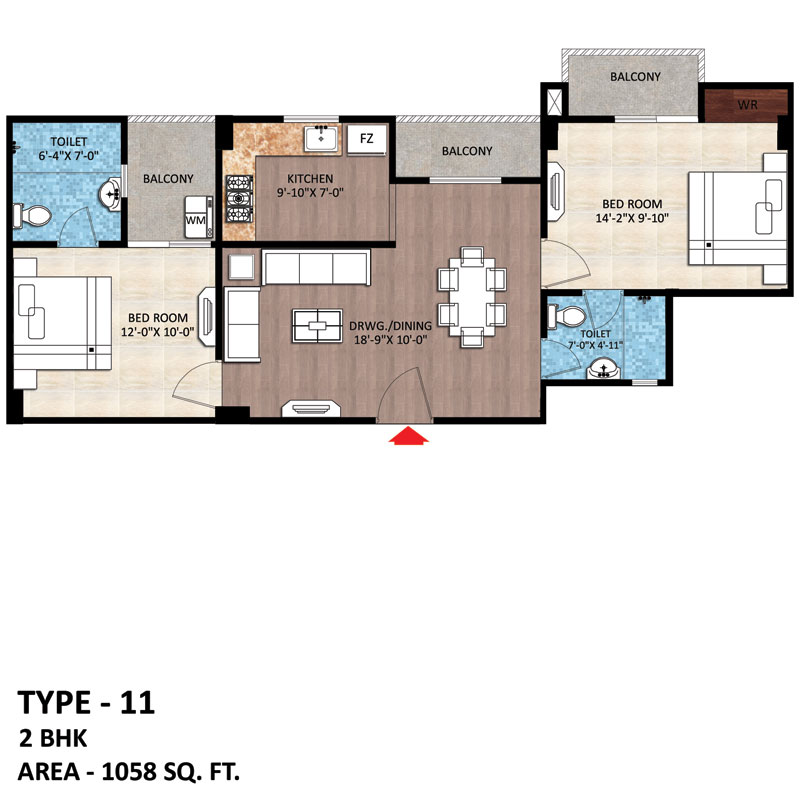 BALCONY
WR
TOILET
6'-4"X 7'-0"
FZ
BALCONY
BALCONY
KITCHEN
9'-10"X 7'-0"
BED ROOM
14'-2"X 9'-10"
WM
BED ROOM
12'-0"X 10'-0"
DRWG./DINING
18'-9"X 10'-0"
TOILET
7'-0"X 4'-11"
TYPE - 11
2 BHK
AREA - 1058 SQ. FT.